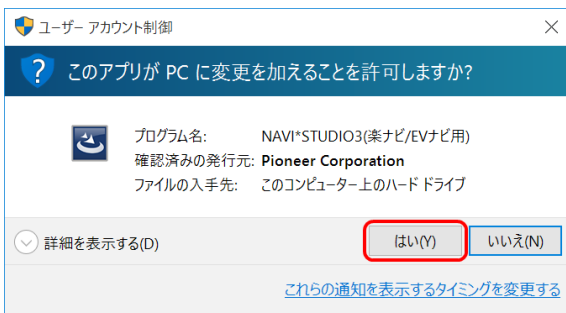 ユーザー アカウント制御
このアプリが PC に変更を加えることを許可しますか?
プログラム名: NAVI*STUDIO3(楽ナビ/EVナビ用)
確認済みの発行元: Pioneer Corporation
ファイルの入手先: このコンピューター上のハード ドライブ
詳細を表示する(D) はい(Y) いいえ(N)
これらの通知を表示するタイミングを変更する